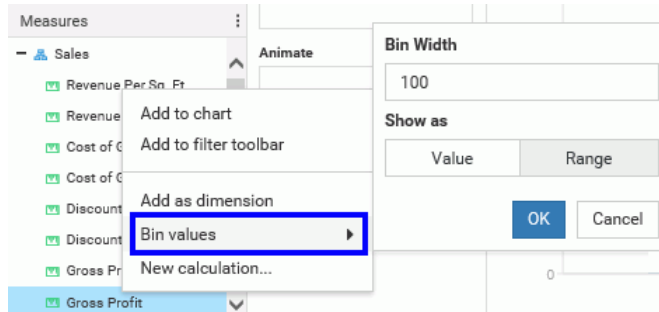 Measures
Sales
Revenue Per Sq. Ft
Revenue
Cost of
Cost of
Discount
Discount
Gross
Gross Profit
Animate
Add to chart
Add to filter toolbar
Add as dimension
Bin values
New calculation...
Bin Width
100
Show as
Value Range
OK Cancel
0